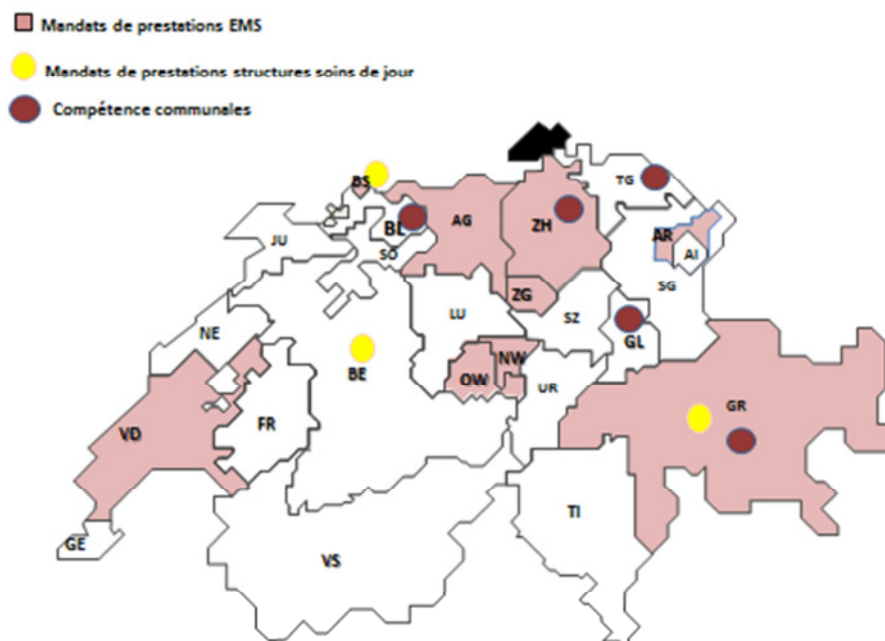 Mandats de prestations EMS
Mandats de prestations structures soins de jour
Compétence communales
BS
TG
BL
AG
ZH
AR
JU
SO
AI
SG
ZG
NE
LU
SZ
GL
BE
NW
OW
UR
GR
VD
FR
TI
GE
VS